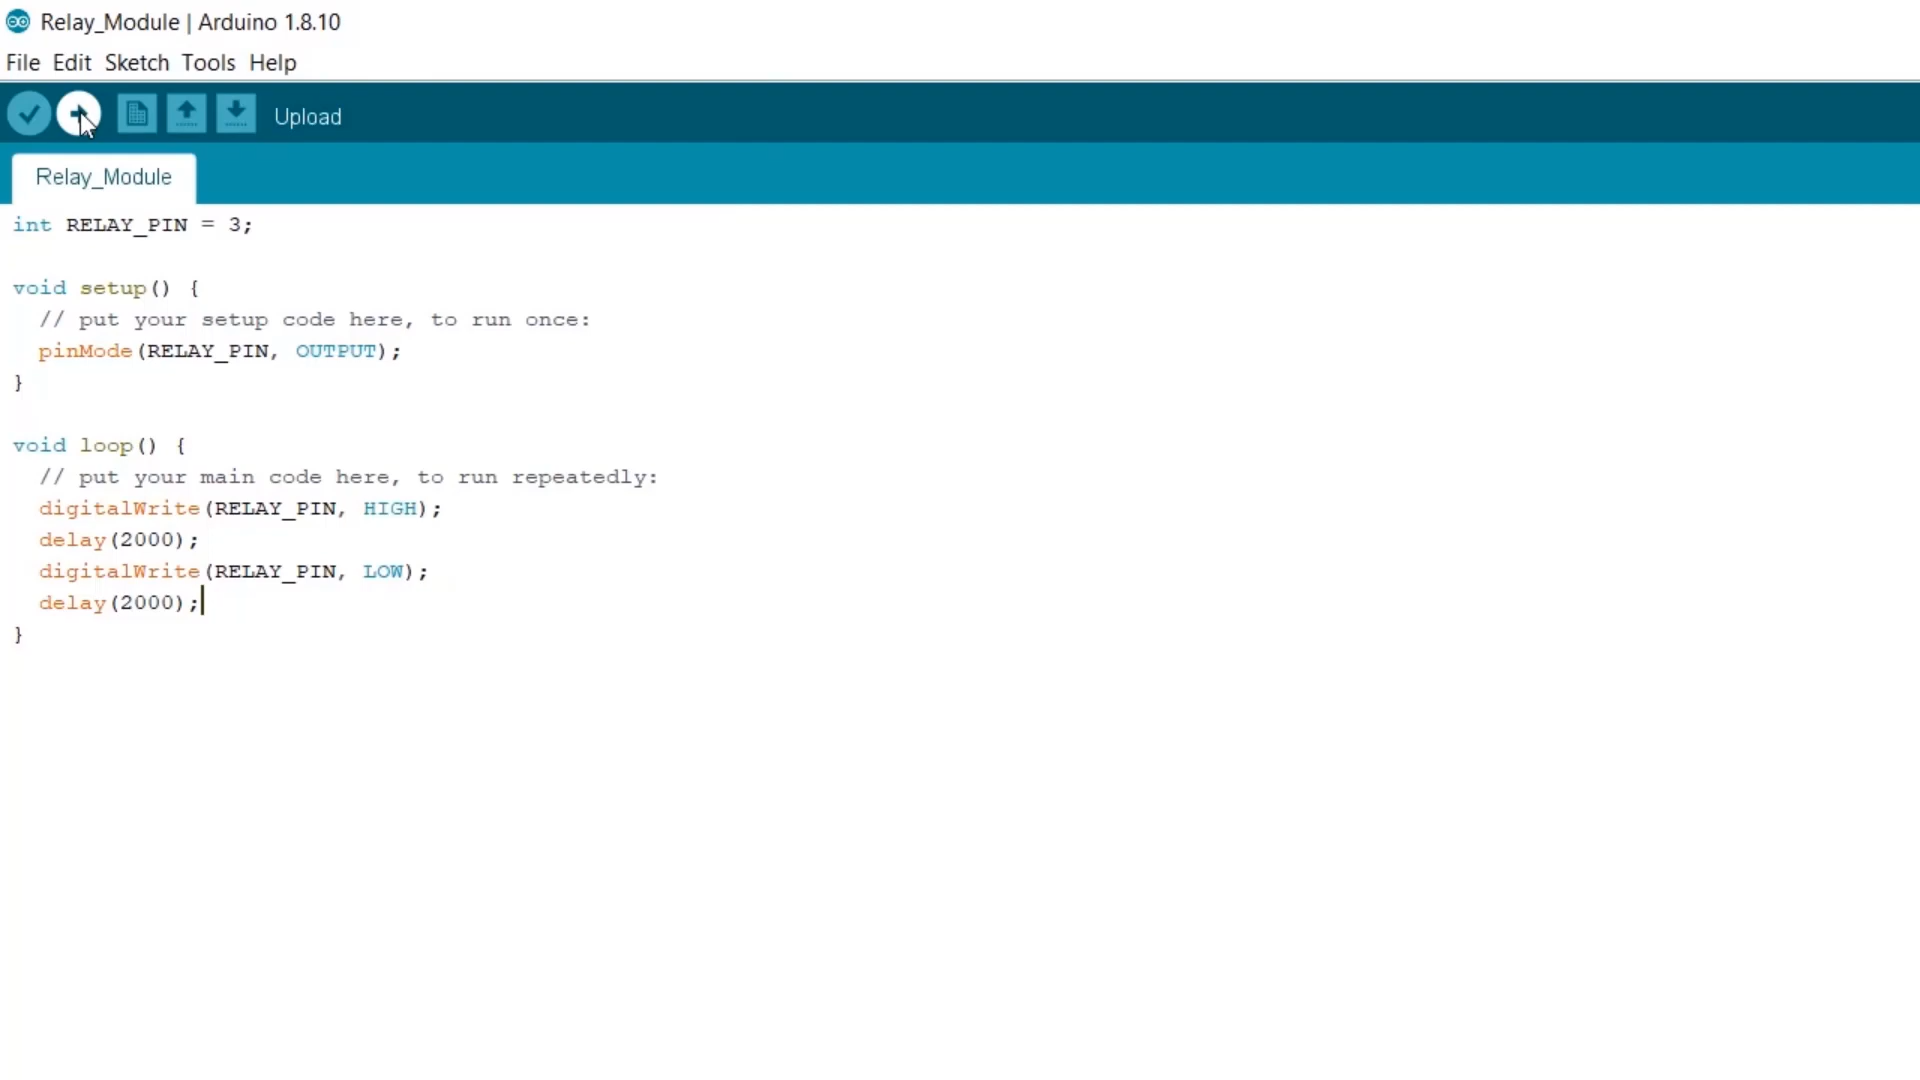 Relay_Module | Arduino 1.8.10
File Edit Sketch Tools Help
Upload
Relay_Module
int RELAY_PIN = 3;
void setup() {
  // put your setup code here, to run once:
  pinMode(RELAY_PIN, OUTPUT);
}
void loop() {
  // put your main code here, to run repeatedly:
  digitalWrite(RELAY_PIN, HIGH);
  delay(2000);
  digitalWrite(RELAY_PIN, LOW);
  delay(2000);
}